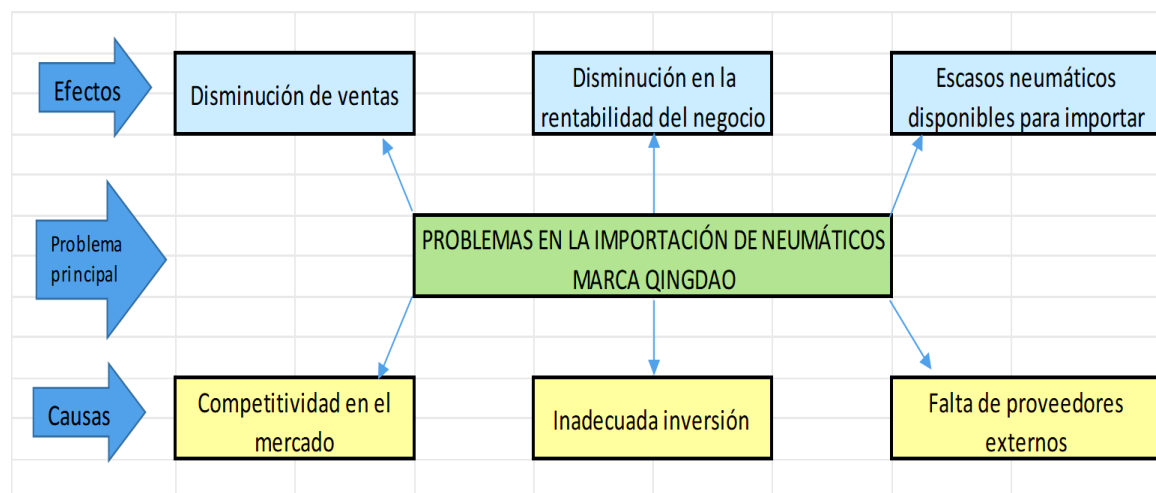 Efectos
Disminución de ventas
Disminución en la
rentabilidad del negocio
Escasos neumáticos
disponibles para importar
Problema
principal
PROBLEMAS EN LA IMPORTACIÓN DE NEUMÁTICOS
MARCA QINGDAO
Causas
Competitividad en el
mercado
Inadecuada inversión
Falta de proveedores
externos